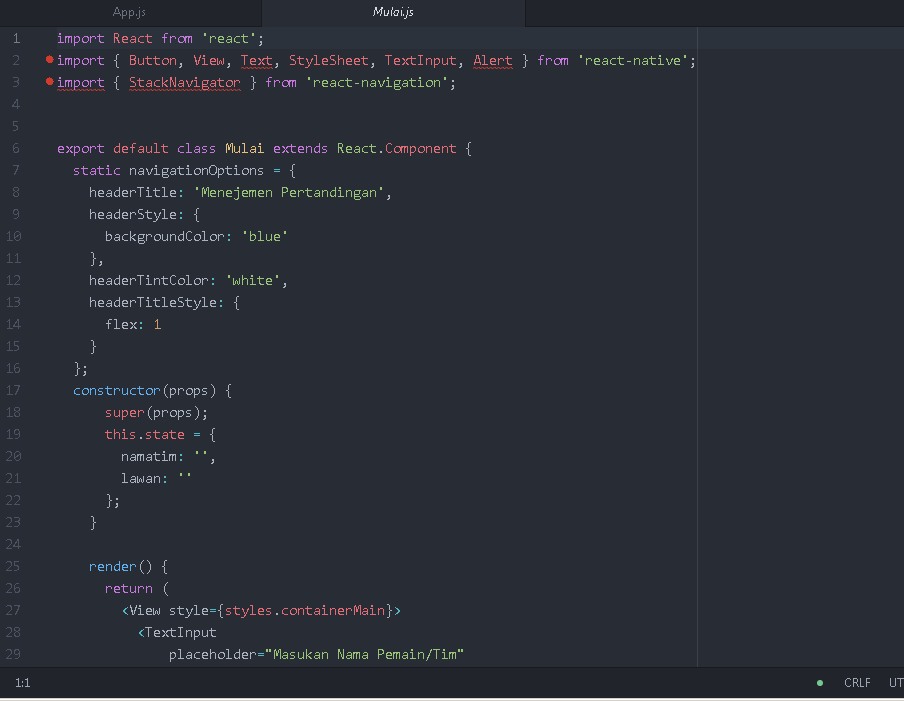 App.js
Mulai.js
1 import React from 'react';
2 import { Button, View, Text, StyleSheet, TextInput, Alert } from 'react-native';
3 import { StackNavigator } from 'react-navigation';
4
5
6 export default class Mulai extends React.Component {
7 static navigationOptions = {
8 headerTitle: 'Menejemen Pertandingan',
9 headerStyle: {
10 backgroundColor: 'blue'
11 },
12 headerTintColor: 'white',
13 headerTitleStyle: {
14 flex: 1
15 }
16 };
17 constructor(props) {
18 super(props);
19 this.state = {
20 namatim: '',
21 lawan: ''
22 };
23 }
24
25 render() {
26 return (
27 <View style={styles.containerMain}>
28 <TextInput
29 placeholder="Masukan Nama Pemain/Tim"
1:1
CRLF
UT